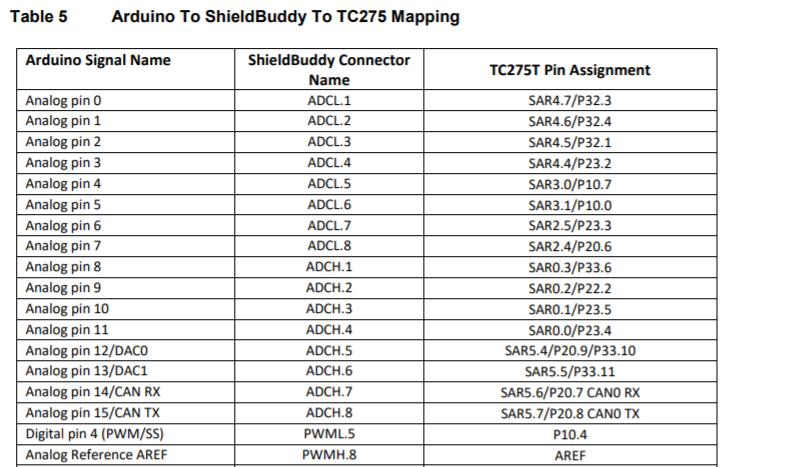 Table 5 Arduino To ShieldBuddy To TC275 Mapping
Arduino Signal Name ShieldBuddy Connector Name TC275T Pin Assignment
Analog pin 0 ADCL.1 SAR4.7/P32.3
Analog pin 1 ADCL.2 SAR4.6/P32.4
Analog pin 2 ADCL.3 SAR4.5/P32.1
Analog pin 3 ADCL.4 SAR4.4/P23.2
Analog pin 4 ADCL.5 SAR3.0/P10.7
Analog pin 5 ADCL.6 SAR3.1/P10.0
Analog pin 6 ADCL.7 SAR2.5/P23.3
Analog pin 7 ADCL.8 SAR2.4/P20.6
Analog pin 8 ADCH.1 SAR0.3/P33.6
Analog pin 9 ADCH.2 SAR0.2/P22.2
Analog pin 10 ADCH.3 SAR0.1/P23.5
Analog pin 11 ADCH.4 SAR0.0/P23.4
Analog pin 12/DAC0 ADCH.5 SAR5.4/P20.9/P33.10
Analog pin 13/DAC1 ADCH.6 SAR5.5/P33.11
Analog pin 14/CAN RX ADCH.7 SAR5.6/P20.7 CAN0 RX
Analog pin 15/CAN TX ADCH.8 SAR5.7/P20.8 CAN0 TX
Digital pin 4 (PWM/SS) PWML.5 P10.4
Analog Reference AREF PWMH.8 AREF